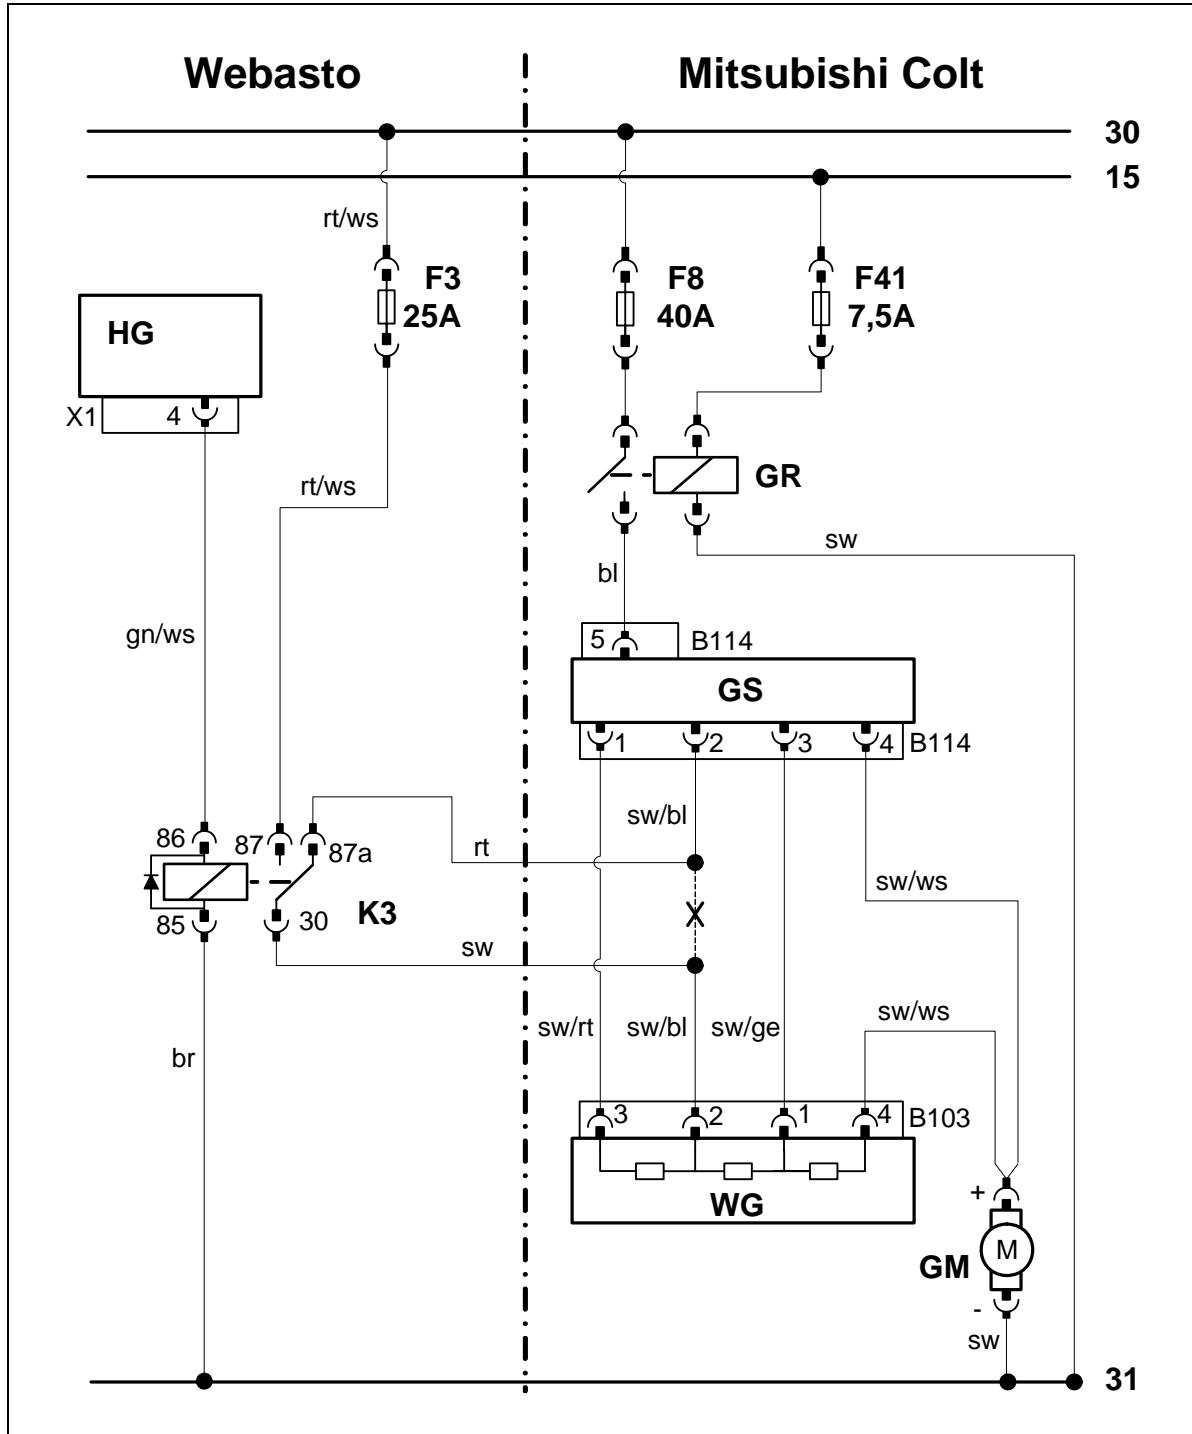 Webasto Mitsubishi Colt
30
15
rt/ws
F3
25A
F8
40A
F41
7,5A
HG
X1 4
GR
rt/ws
sw
bl
gn/ws
5 B114
GS
1 2 3 4 B114
sw/bl
86 87 87a
rt
sw/ws
85 30 K3
X
sw
sw/rt sw/bl sw/ge sw/ws
br
3 2 1 4 B103
WG
+
M
GM
-
sw
31